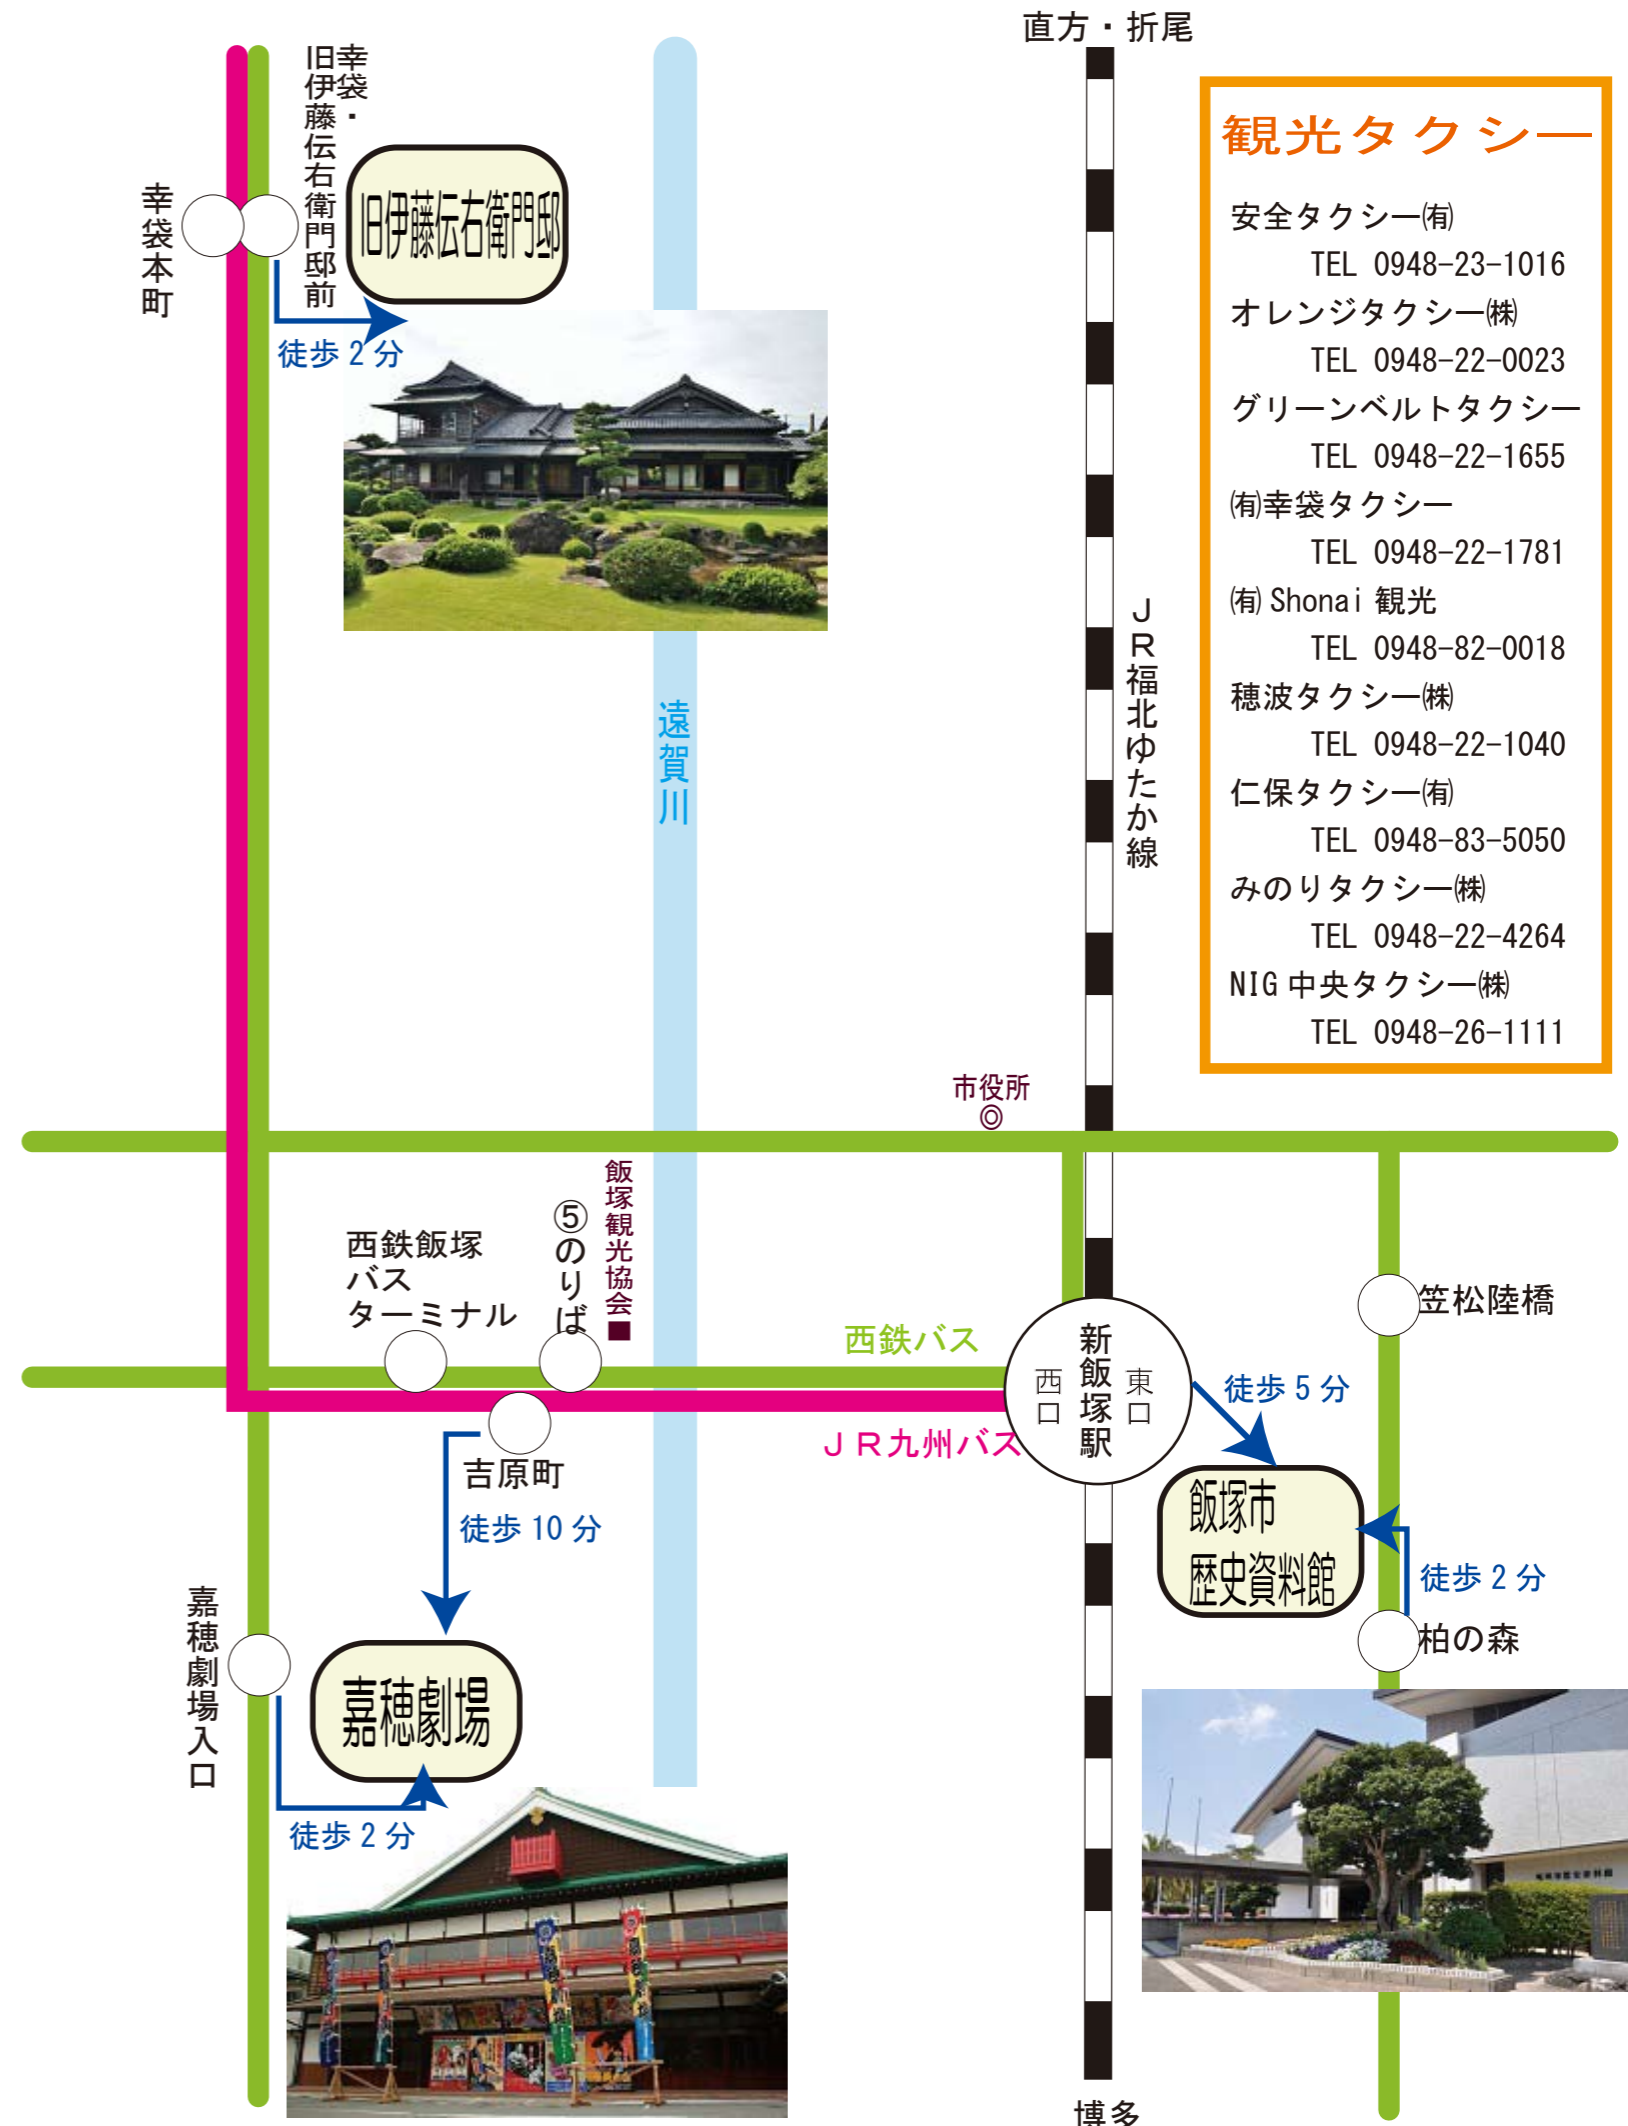 直方・折尾
幸袋・
旧伊藤伝右衛門邸前
幸袋本町
旧伊藤伝右衛門邸
徒歩2分
遠賀川
JR福北ゆたか線
観光タクシー
安全タクシー㈲
TEL 0948-23-1016
オレンジタクシー㈱
TEL 0948-22-0023
グリーンベルトタクシー
TEL 0948-22-1655
㈲幸袋タクシー
TEL 0948-22-1781
㈲Shonai観光
TEL 0948-82-0018
穂波タクシー㈱
TEL 0948-22-1040
仁保タクシー㈲
TEL 0948-83-5050
みのりタクシー㈱
TEL 0948-22-4264
NIG中央タクシー㈱
TEL 0948-26-1111
市役所
◎
飯塚観光協会■
⑤のりば
西鉄飯塚
バス
ターミナル
西鉄バス
JR九州バス
新飯塚駅
西口
東口
徒歩5分
笠松陸橋
吉原町
徒歩10分
飯塚市
歴史資料館
徒歩2分
柏の森
嘉穂劇場入口
嘉穂劇場
徒歩2分
博多